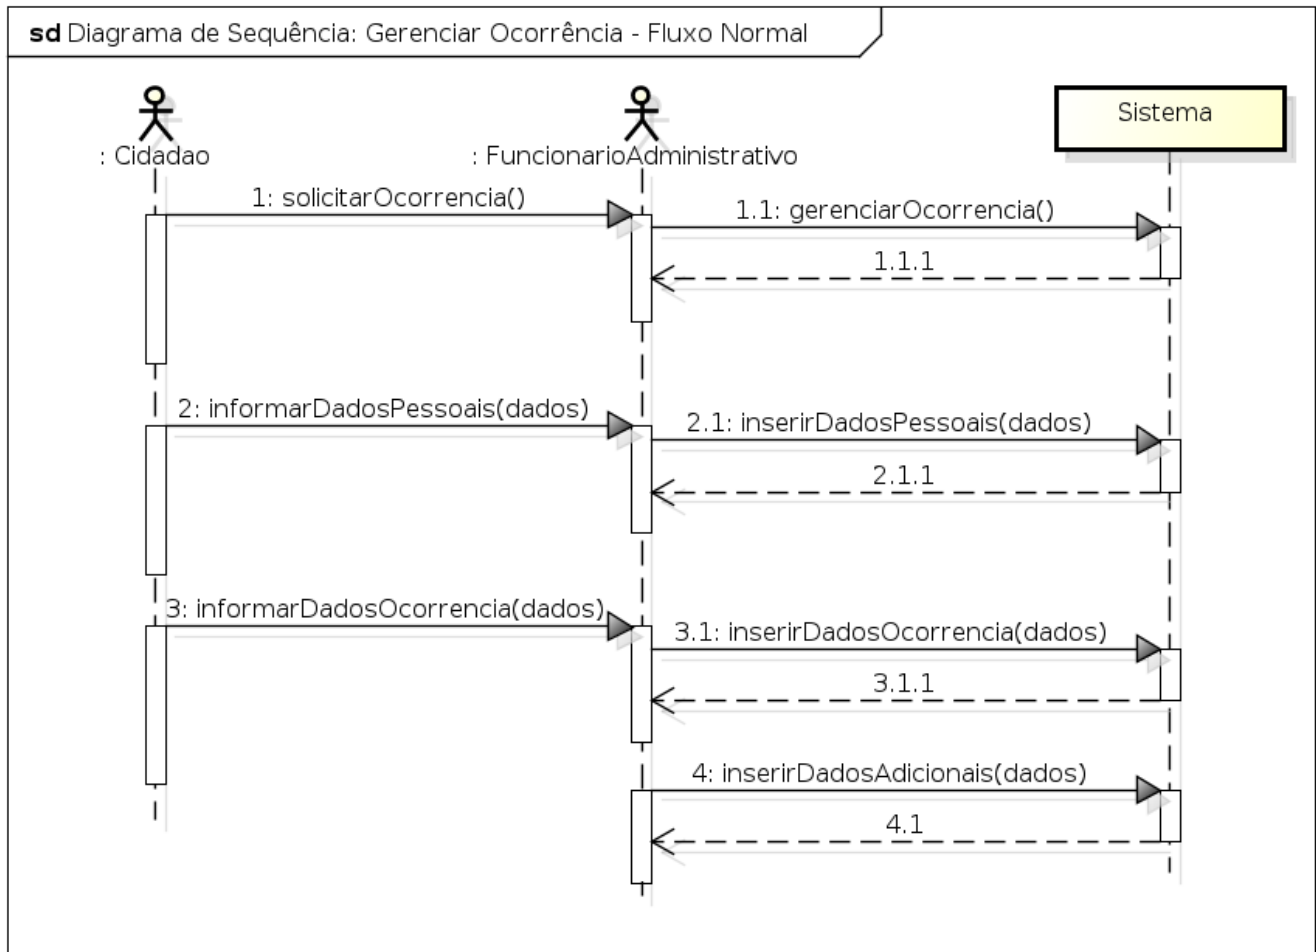 sd Diagrama de Sequência: Gerenciar Ocorrência - Fluxo Normal
: Cidadao
: FuncionarioAdministrativo
Sistema
1: solicitarOcorrencia()
1.1: gerenciarOcorrencia()
1.1.1
2: informarDadosPessoais(dados)
2.1: inserirDadosPessoais(dados)
2.1.1
3: informarDadosOcorrencia(dados)
3.1: inserirDadosOcorrencia(dados)
3.1.1
4: inserirDadosAdicionais(dados)
4.1